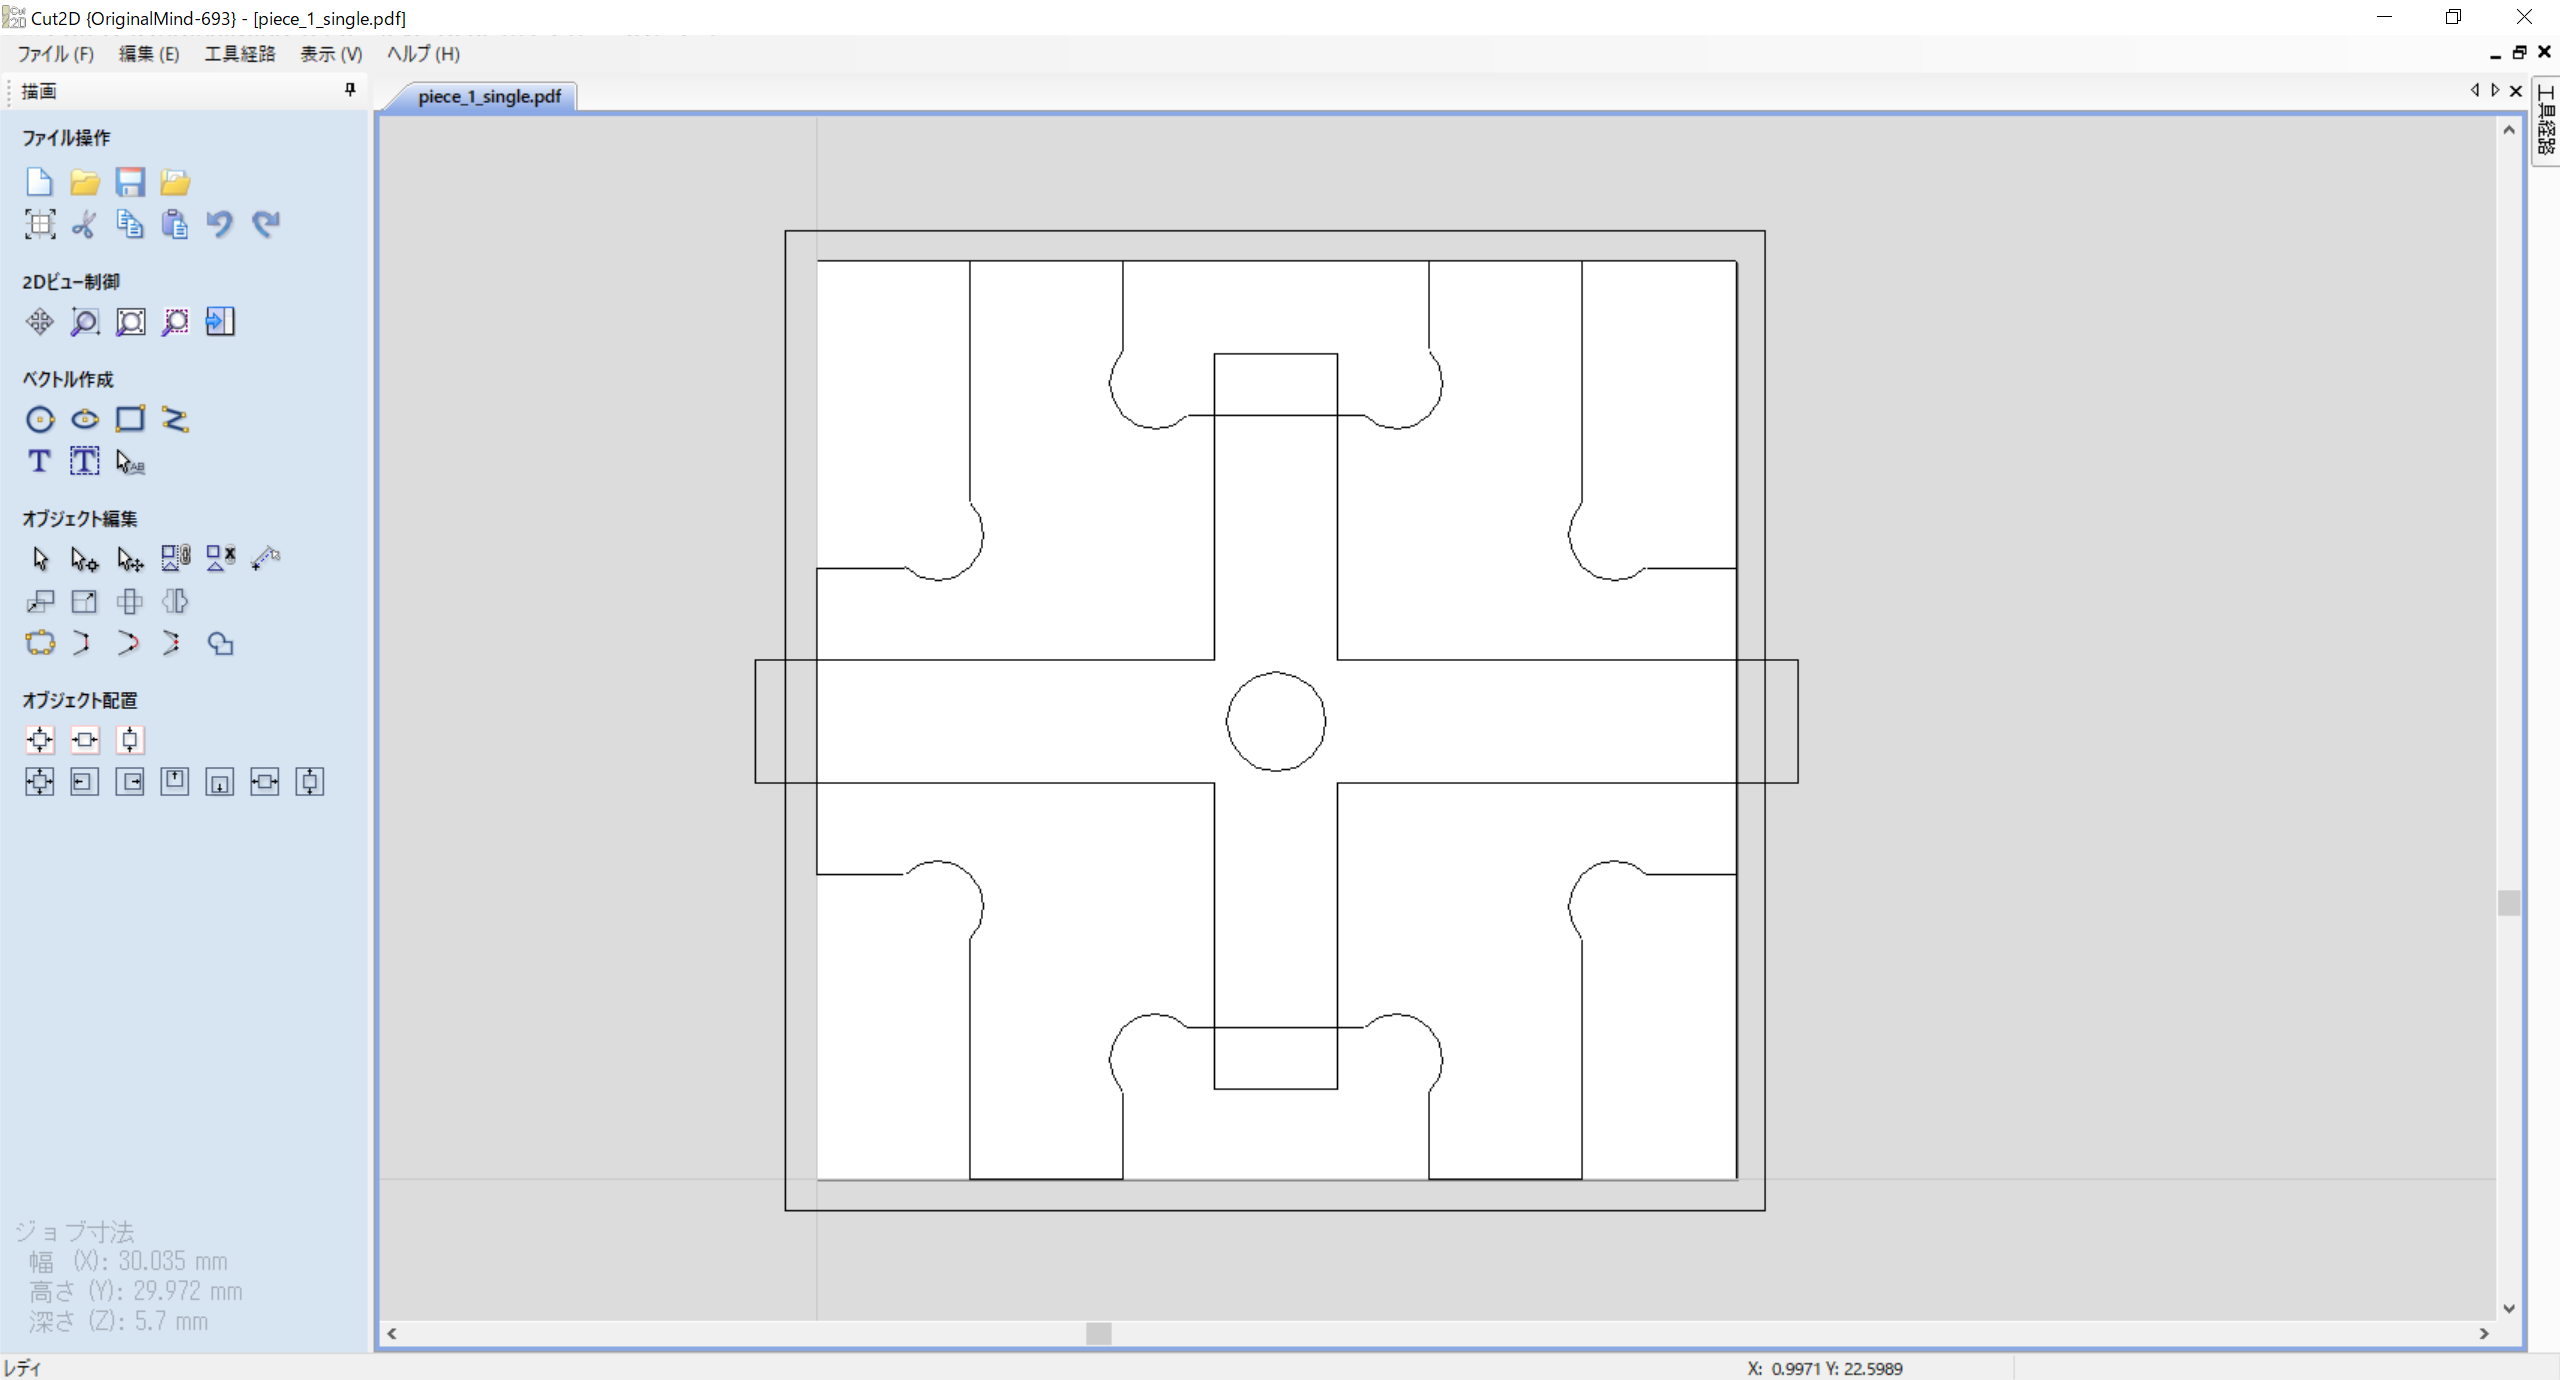 Cut2D {OriginalMind-693} - [piece_1_single.pdf]
ファイル (F) 編集 (E) 工具経路 表示 (V) ヘルプ (H)
描画
piece_1_single.pdf
工具経路
ファイル操作
2Dビュー制御
ベクトル作成
オブジェクト編集
オブジェクト配置
ジョブ寸法
幅 (X): 30.035 mm
高さ (Y): 29.972 mm
深さ (Z): 5.7 mm
レディ
X: 0.9971 Y: 22.5989